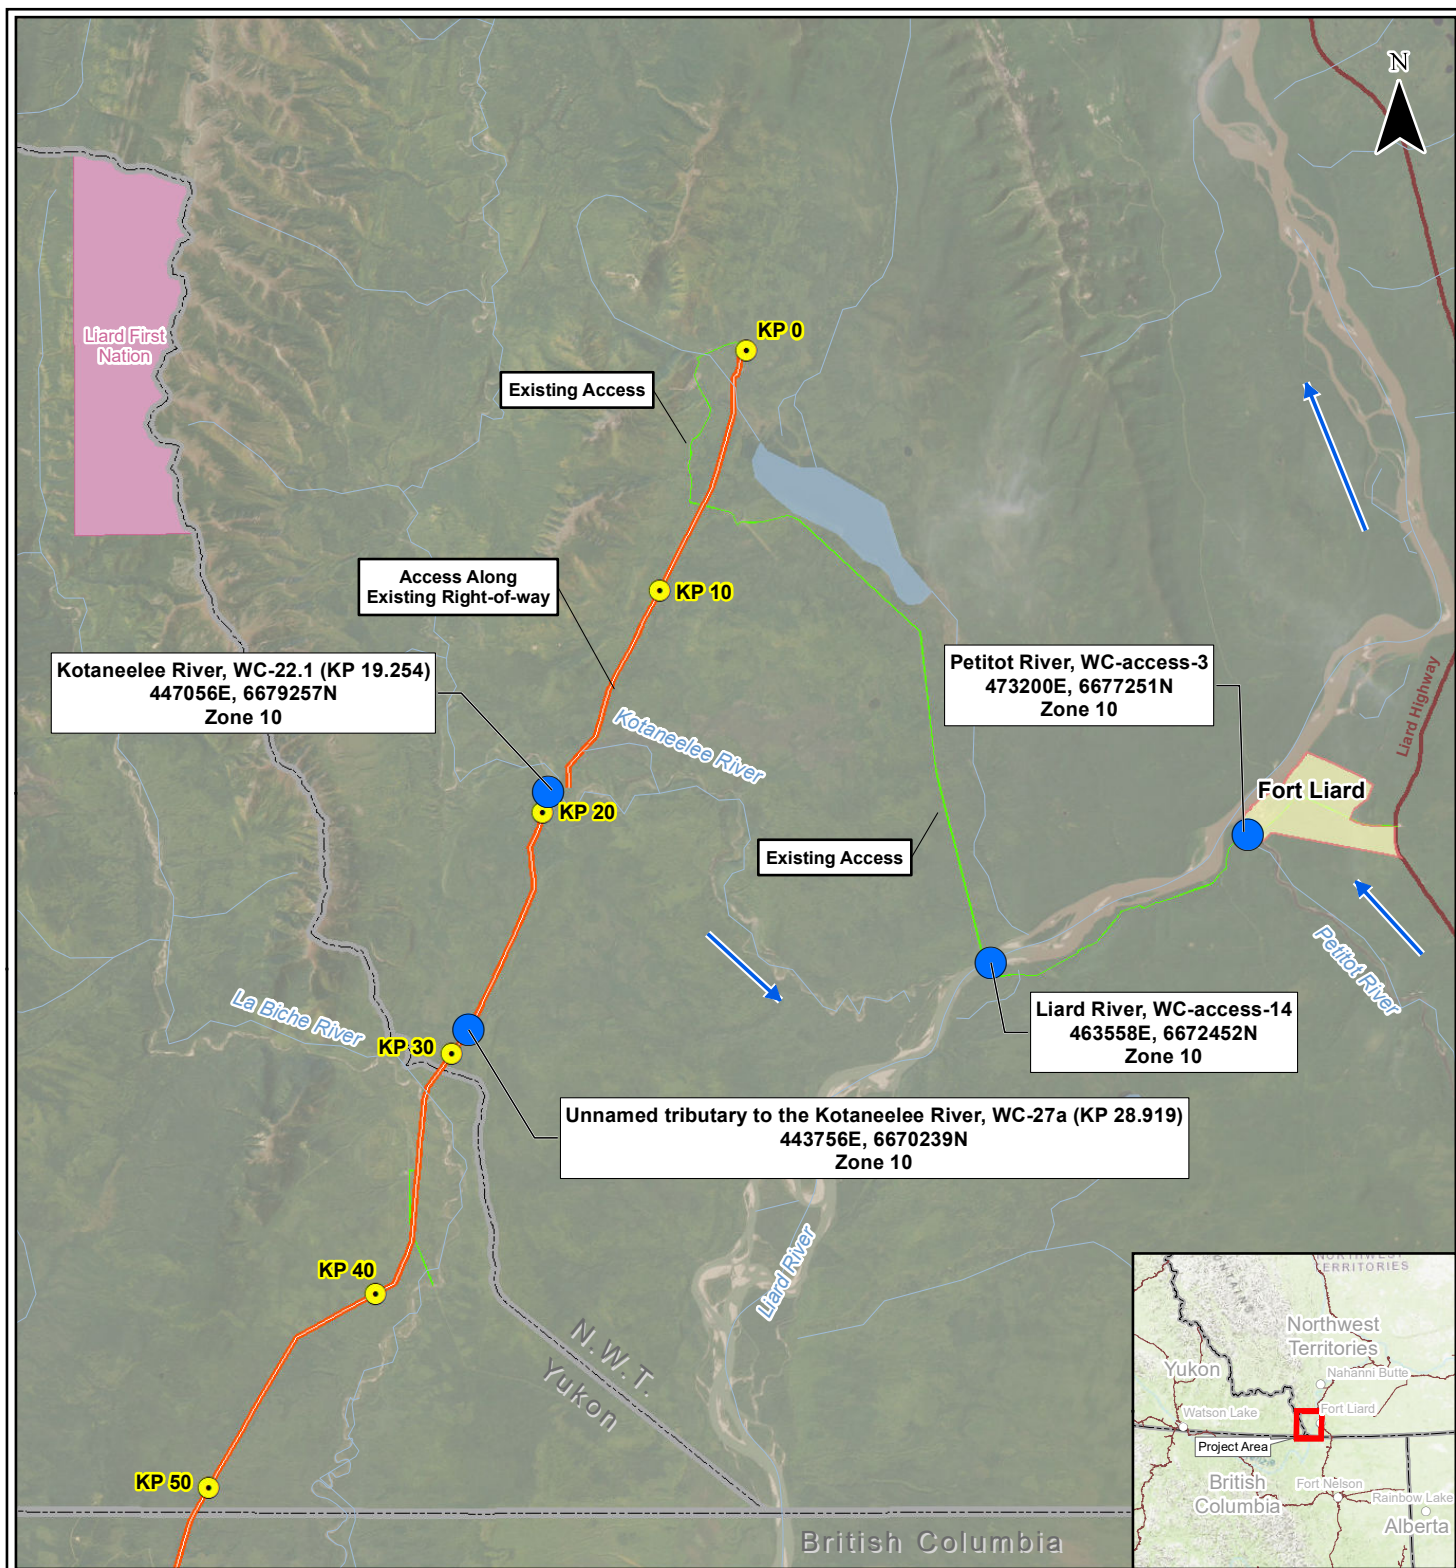 N
KP 0
Liard First
Nation
Existing Access
Access Along
Existing Right-of-way
KP 10
Kotaneelee River, WC-22.1 (KP 19.254)
447056E, 6679257N
Zone 10
Petitot River, WC-access-3
473200E, 6677251N
Zone 10
Liard Highway
Kotaneelee River
Fort Liard
KP 20
Existing Access
Petitot River
La Biche River
Liard River, WC-access-14
463558E, 6672452N
Zone 10
KP 30
Unnamed tributary to the Kotaneelee River, WC-27a (KP 28.919)
443756E, 6670239N
Zone 10
Liard River
KP 40
N.W.T.
Yukon
KP 50
British Columbia
NORTHWEST
TERRITORIES
Northwest
Territories
Yukon
Nahanni Butte
Watson Lake
Fort Liard
Project Area
British
Columbia
Fort Nelson
Rainbow Lake
Alberta